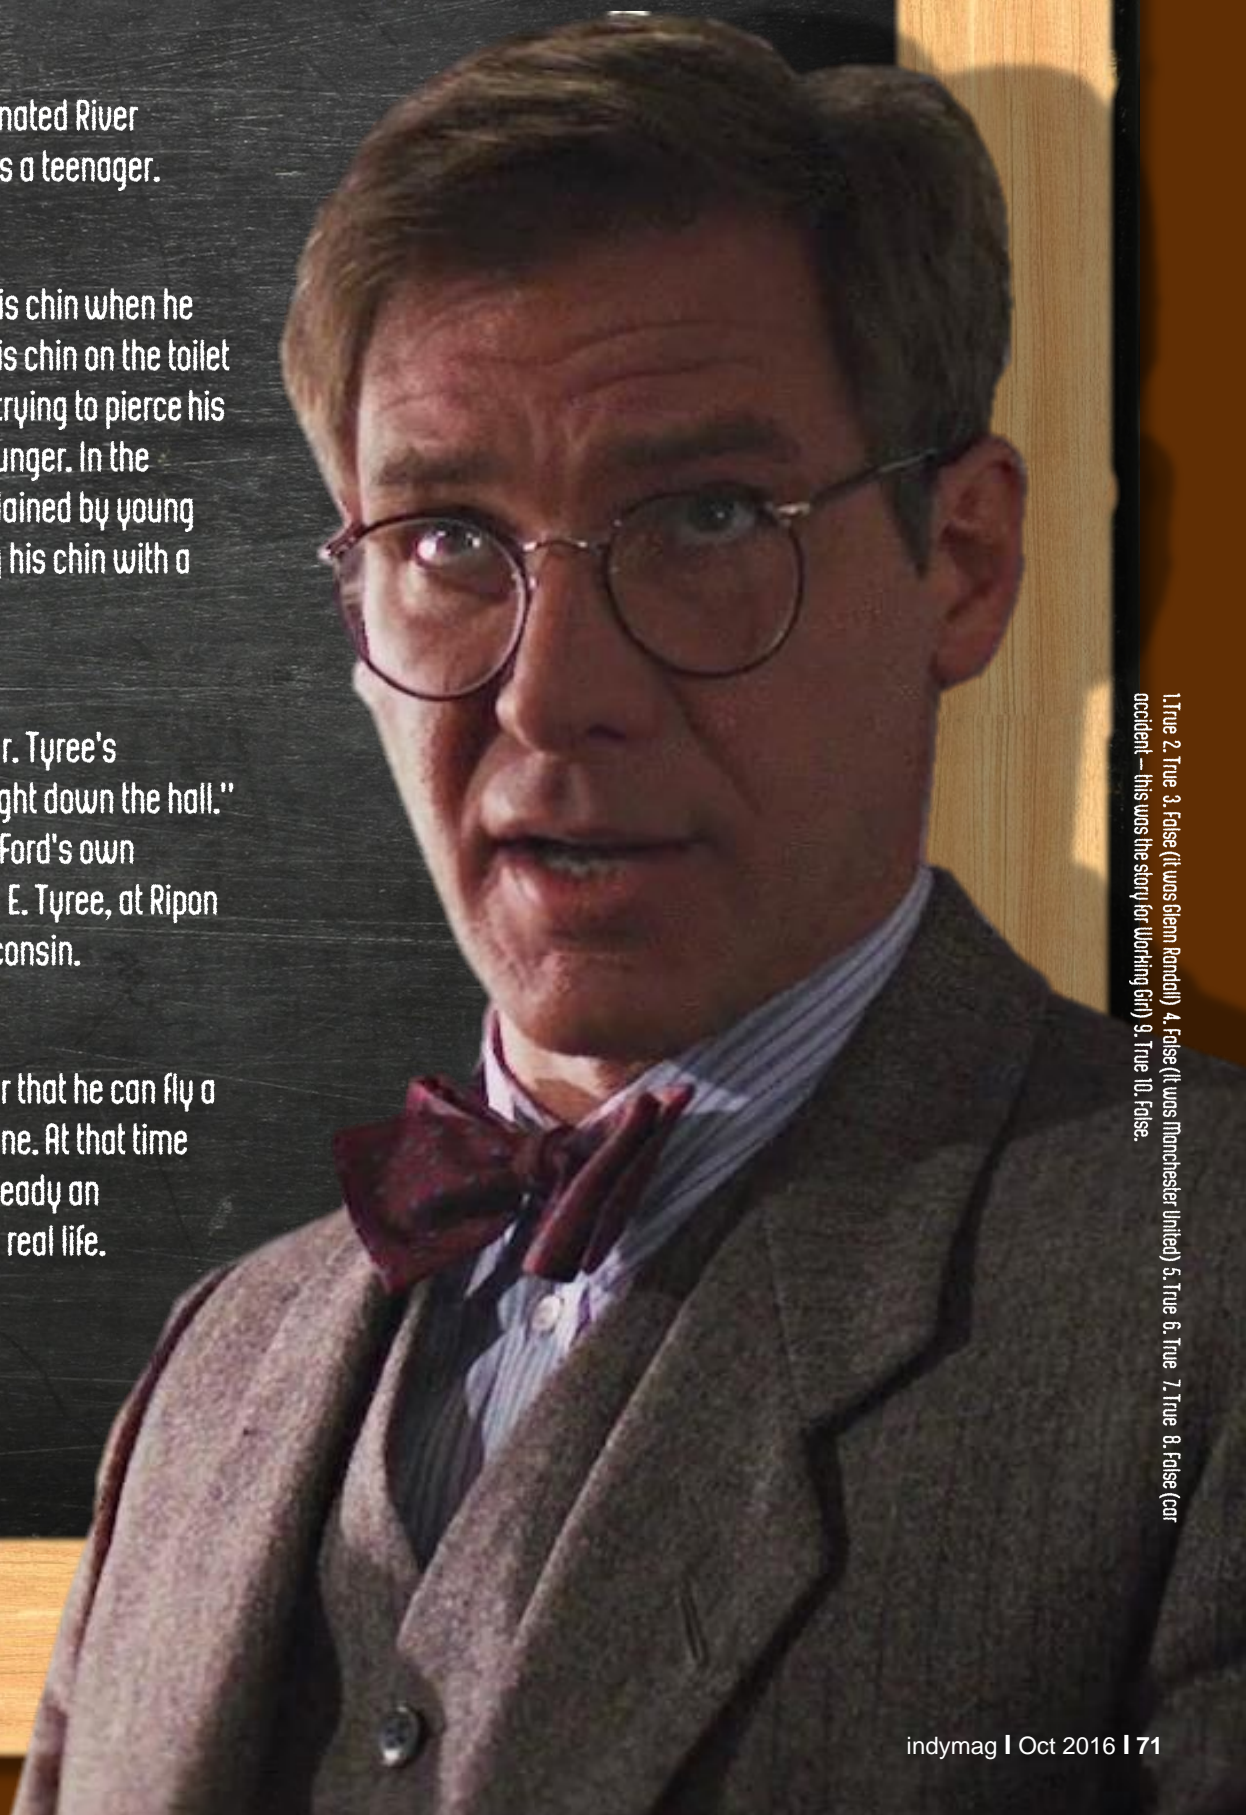 nated River
s a teenager.
is chin when he
is chin on the toilet
trying to pierce his
unger. In the
lained by young
his chin with a
r. Tyree's
ght down the hall."
Ford's own
E. Tyree, at Ripon
consin.
r that he can fly a
ne. At that time
eady an
real life.
1.True 2. True 3. False (it was Glenn Randall) 4. False (It was Manchester United) 5. True 6. True 7. True 8. False (car
accident – this was the story for Working Girl) 9. True 10. False.
indymag I Oct 2016 I 71